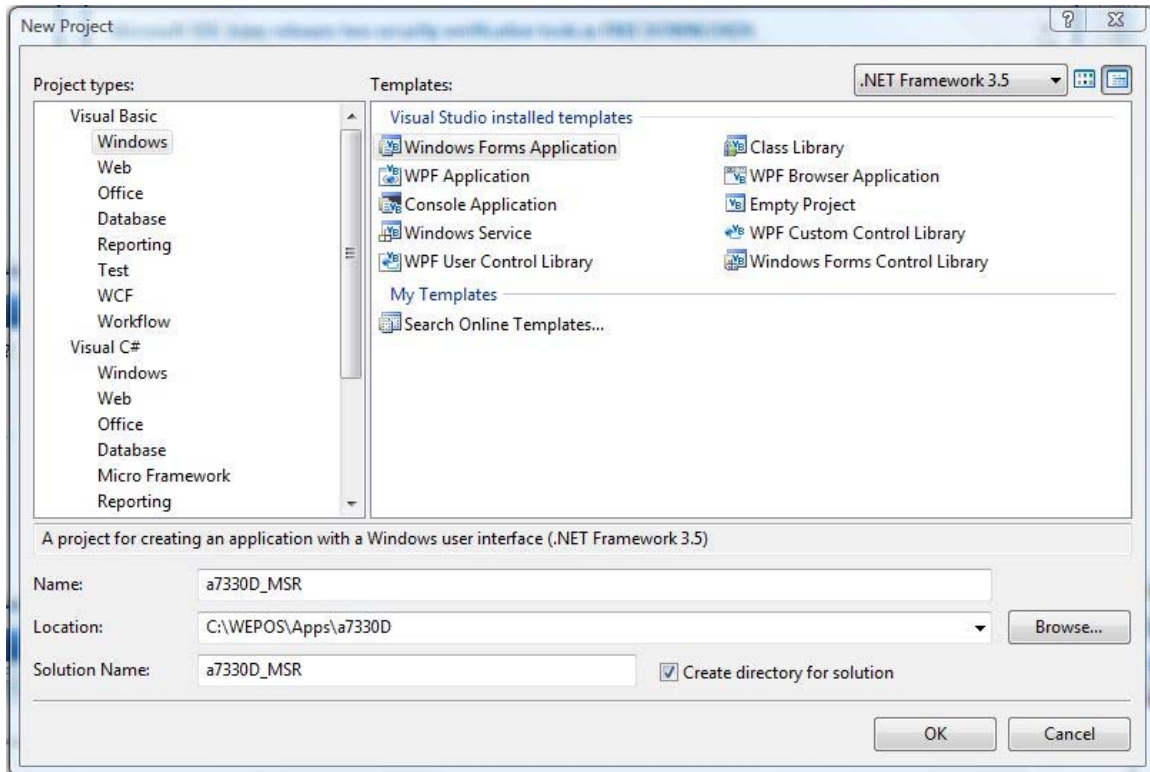 New Project
Project types:
Templates:
.NET Framework 3.5
Visual Basic
Windows
Web
Office
Database
Reporting
Test
WCF
Workflow
Visual C#
Windows
Web
Office
Database
Micro Framework
Reporting
Visual Studio installed templates
Windows Forms Application
Class Library
WPF Application
WPF Browser Application
Console Application
Empty Project
Windows Service
WPF Custom Control Library
WPF User Control Library
Windows Forms Control Library
My Templates
Search Online Templates...
A project for creating an application with a Windows user interface (.NET Framework 3.5)
Name:
a7330D_MSR
Location:
C:\WEPOS\Apps\a7330D
Browse...
Solution Name:
a7330D_MSR
Create directory for solution
OK
Cancel